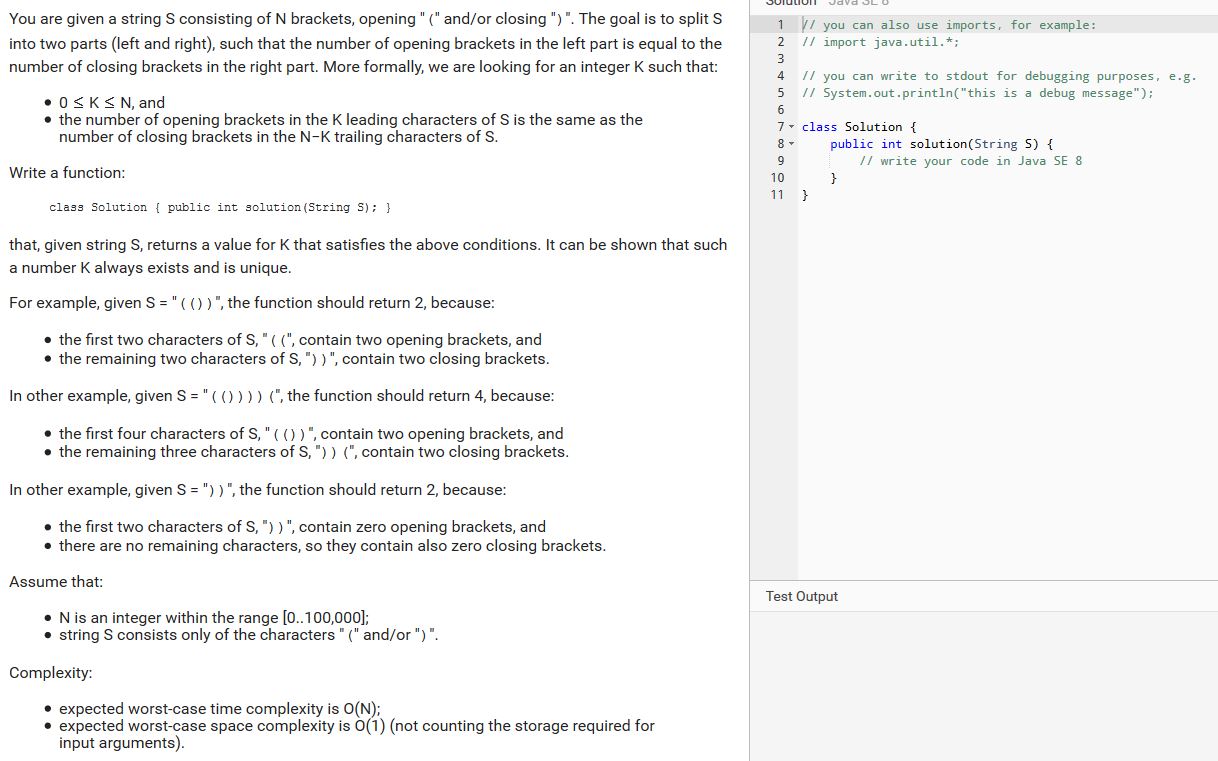 You are given a string S consisting of N brackets, opening "(" and/or closing ")". The goal is to split S
into two parts (left and right), such that the number of opening brackets in the left part is equal to the
number of closing brackets in the right part. More formally, we are looking for an integer K such that:
• 0 ≤ K ≤ N, and
• the number of opening brackets in the K leading characters of S is the same as the
number of closing brackets in the N−K trailing characters of S.
Write a function:
class Solution { public int solution(String S); }
that, given string S, returns a value for K that satisfies the above conditions. It can be shown that such
a number K always exists and is unique.
For example, given S = "(())", the function should return 2, because:
• the first two characters of S, "((", contain two opening brackets, and
• the remaining two characters of S, "))", contain two closing brackets.
In other example, given S = "(())))(", the function should return 4, because:
• the first four characters of S, "(())", contain two opening brackets, and
• the remaining three characters of S, "))(", contain two closing brackets.
In other example, given S = "))", the function should return 2, because:
• the first two characters of S, "))", contain zero opening brackets, and
• there are no remaining characters, so they contain also zero closing brackets.
Assume that:
• N is an integer within the range [0..100,000];
• string S consists only of the characters "(" and/or ")".
Complexity:
• expected worst-case time complexity is O(N);
• expected worst-case space complexity is O(1) (not counting the storage required for
input arguments).
Solution Java SE 8
1 // you can also use imports, for example:
2 // import java.util.*;
3
4 // you can write to stdout for debugging purposes, e.g.
5 // System.out.println("this is a debug message");
6
7 class Solution {
8 public int solution(String S) {
9 // write your code in Java SE 8
10 }
11 }
Test Output